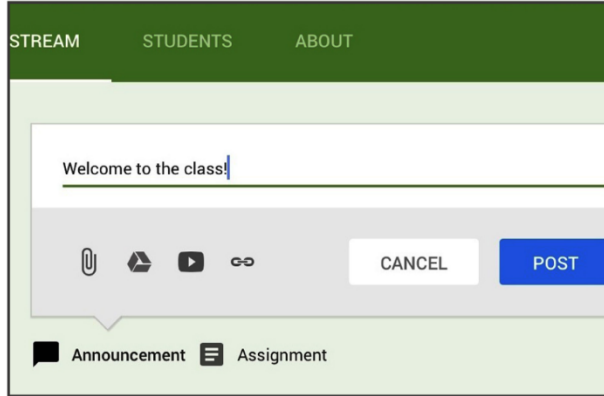 STREAM STUDENTS ABOUT
Welcome to the class!
CANCEL POST
Announcement Assignment